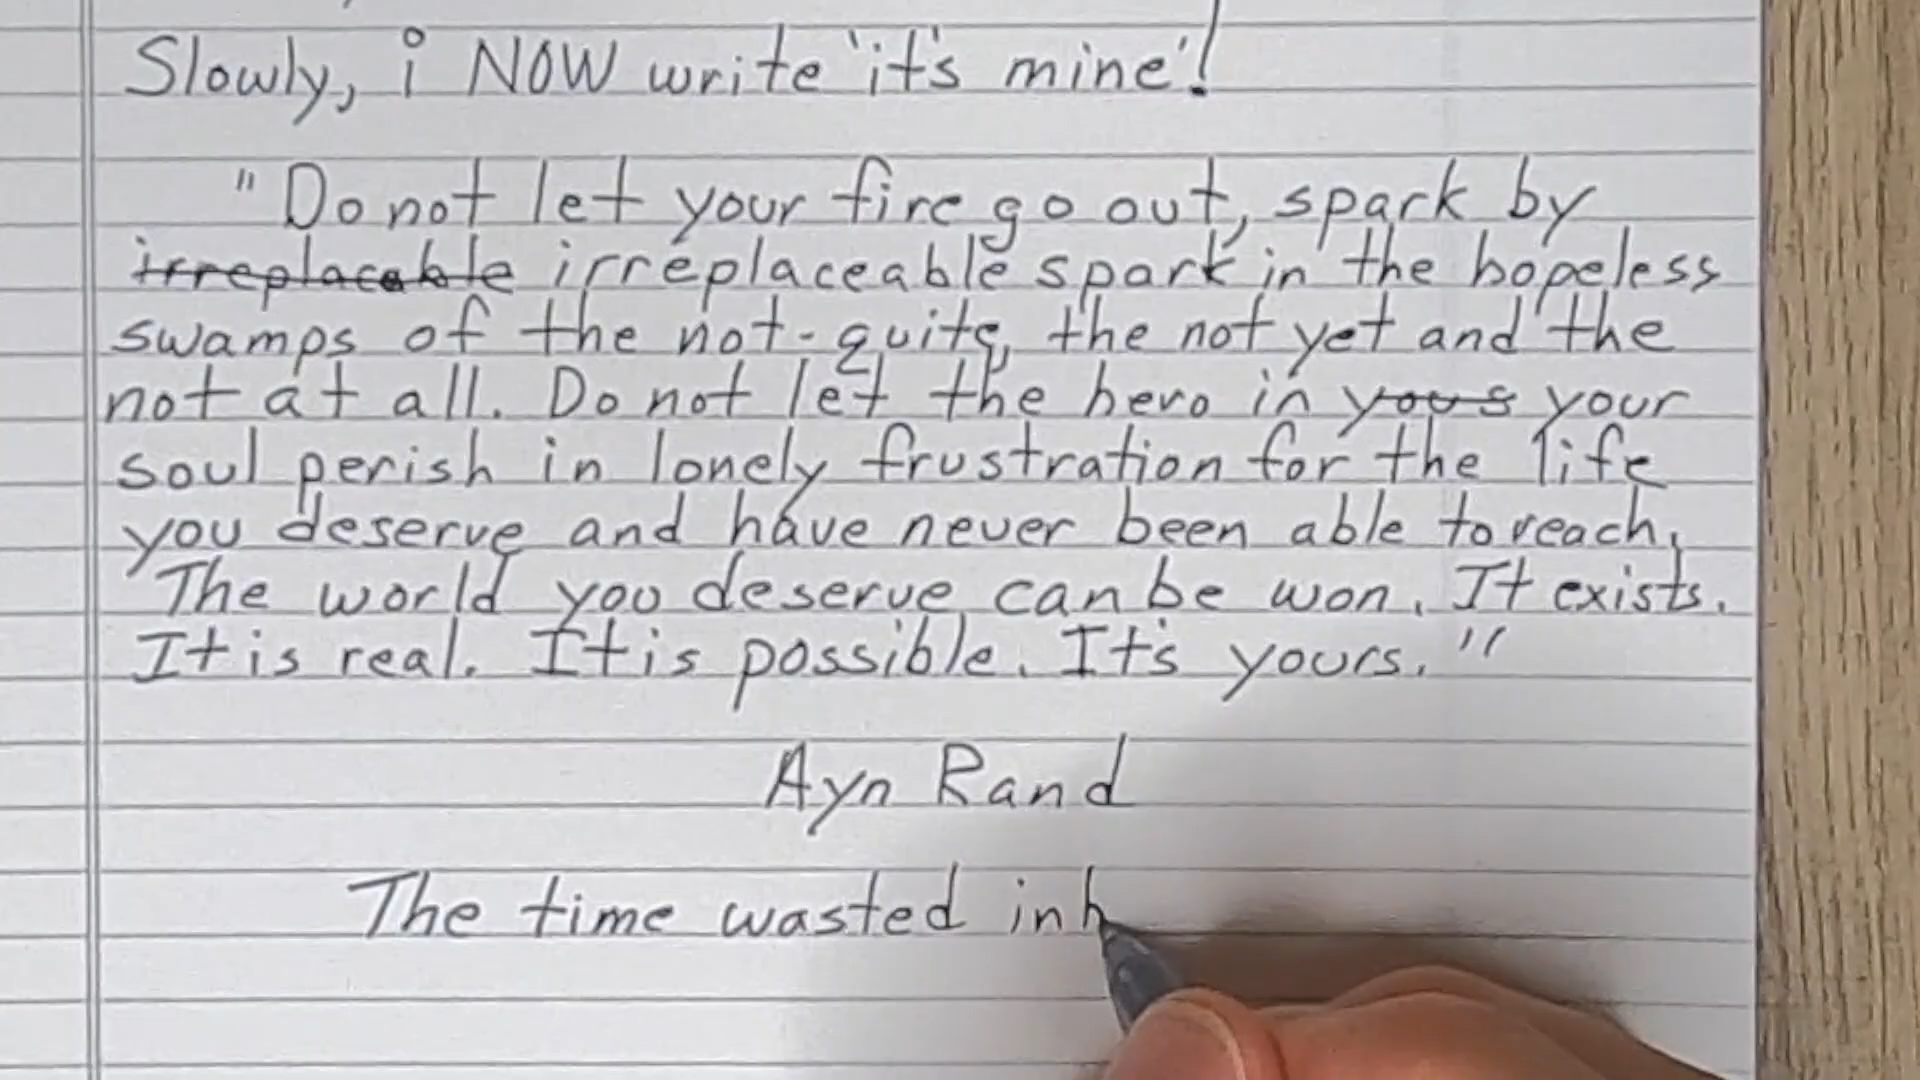 Slowly, i NOW write 'it's mine'!
"Do not let your fire go out, spark by
irreplacable irreplaceable spark in the hopeless
swamps of the not-quite, the not yet and the
not at all. Do not let the hero in yours your
soul perish in lonely frustration for the life
you deserve and have never been able to reach.
The world you deserve can be won. It exists.
It is real. It is possible. It's yours."
Ayn Rand
The time wasted in h